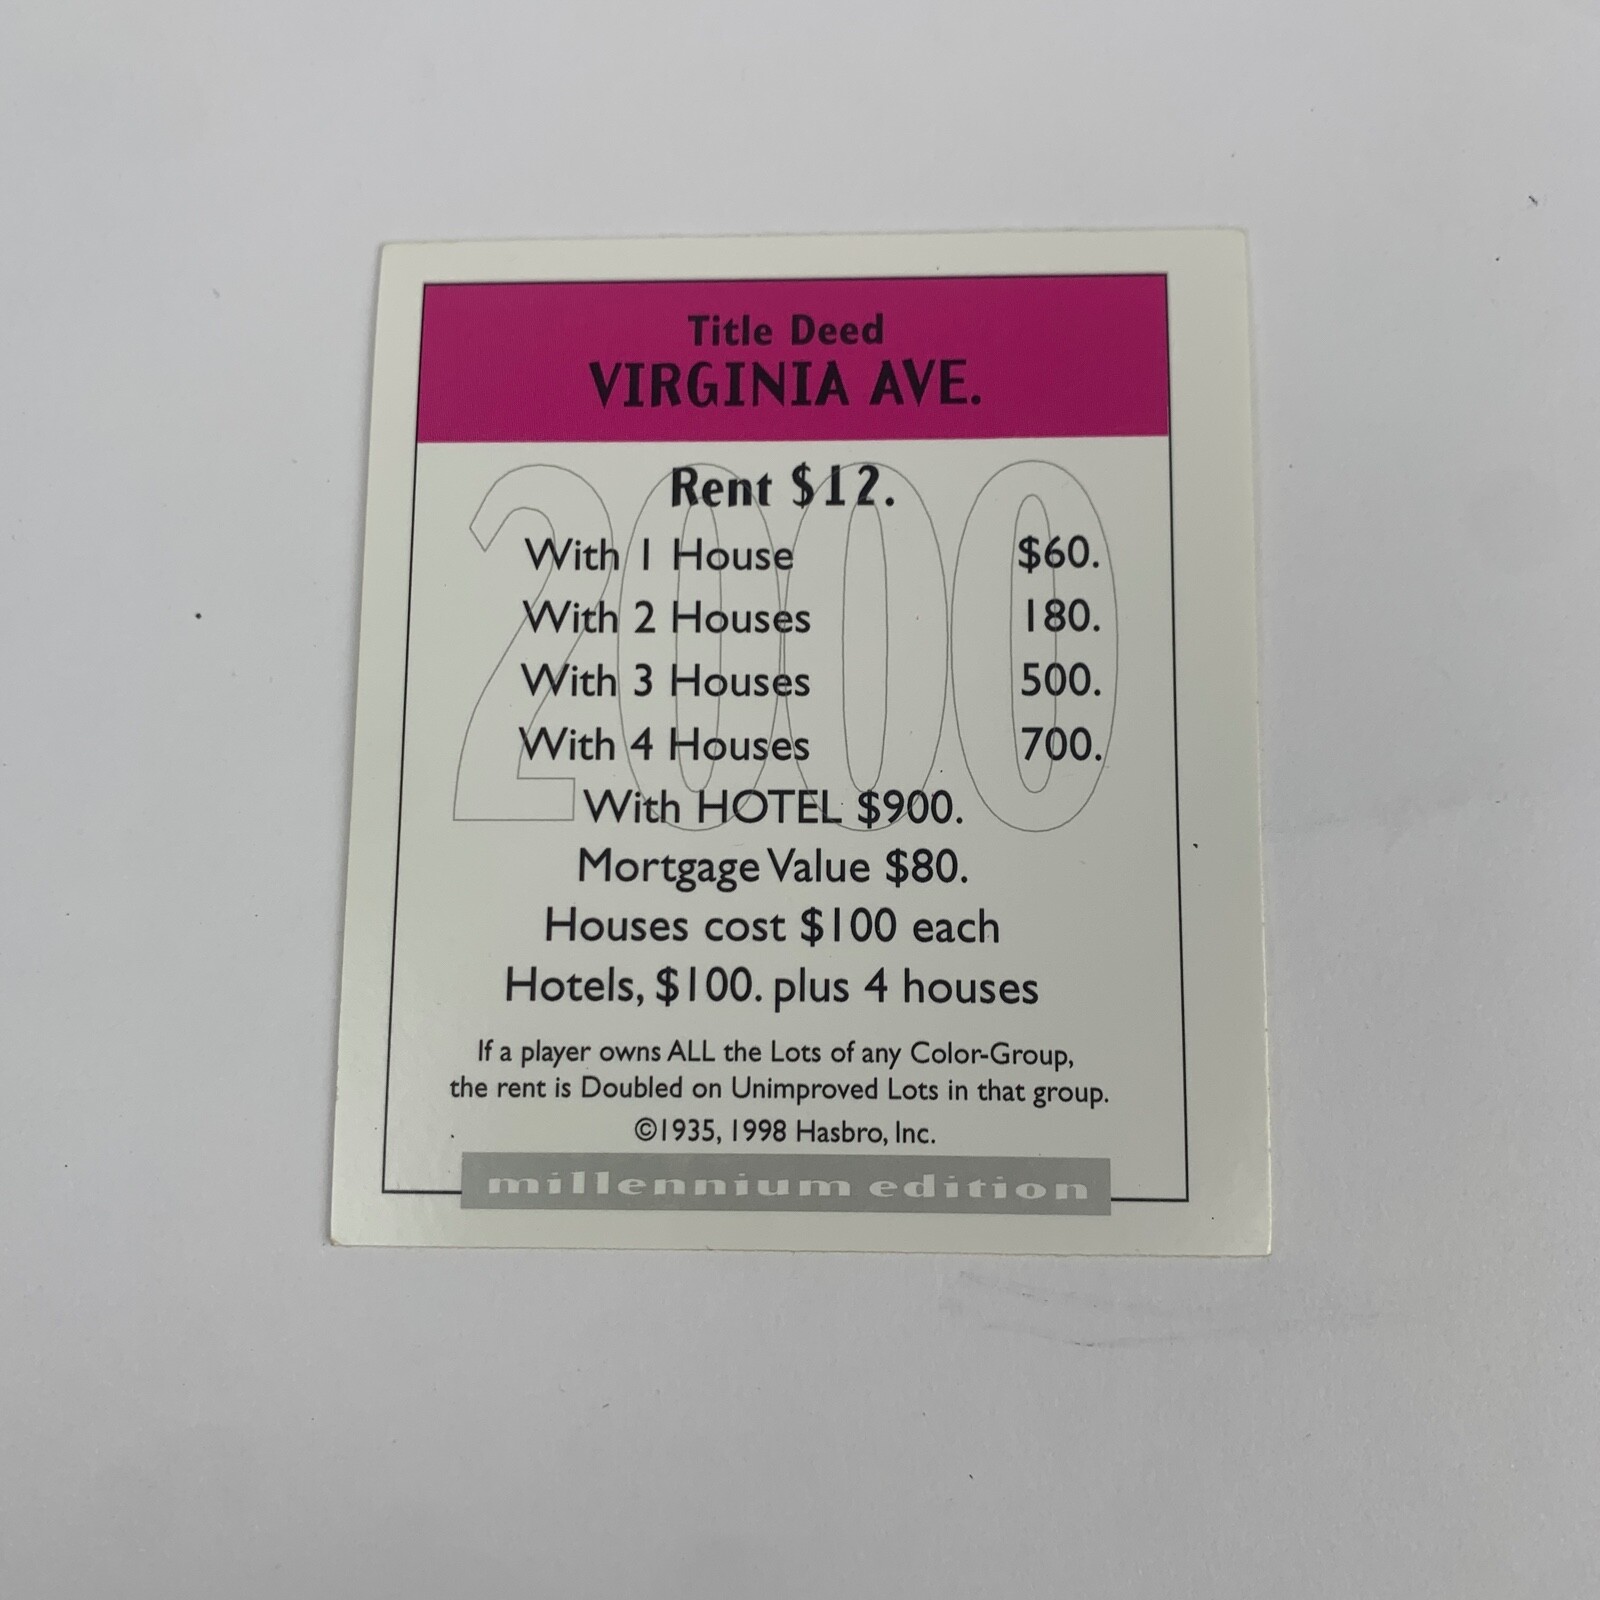 Title Deed
VIRGINIA AVE.
2000
Rent $12.
With 1 House $60.
With 2 Houses 180.
With 3 Houses 500.
With 4 Houses 700.
With HOTEL $900.
Mortgage Value $80.
Houses cost $100 each
Hotels, $100. plus 4 houses
If a player owns ALL the Lots of any Color-Group,
the rent is Doubled on Unimproved Lots in that group.
©1935, 1998 Hasbro, Inc.
millennium edition